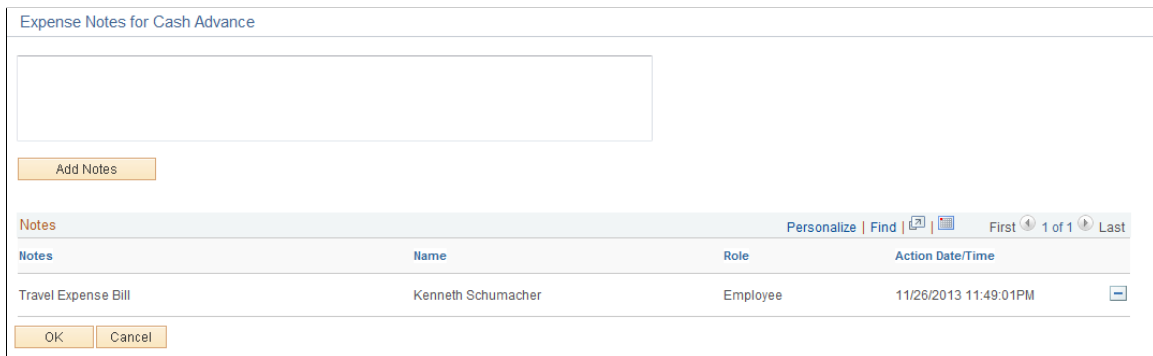 Expense Notes for Cash Advance
Add Notes
Notes Personalize | Find | | First 1 of 1 Last
Notes Name Role Action Date/Time
Travel Expense Bill Kenneth Schumacher Employee 11/26/2013 11:49:01PM
OK Cancel